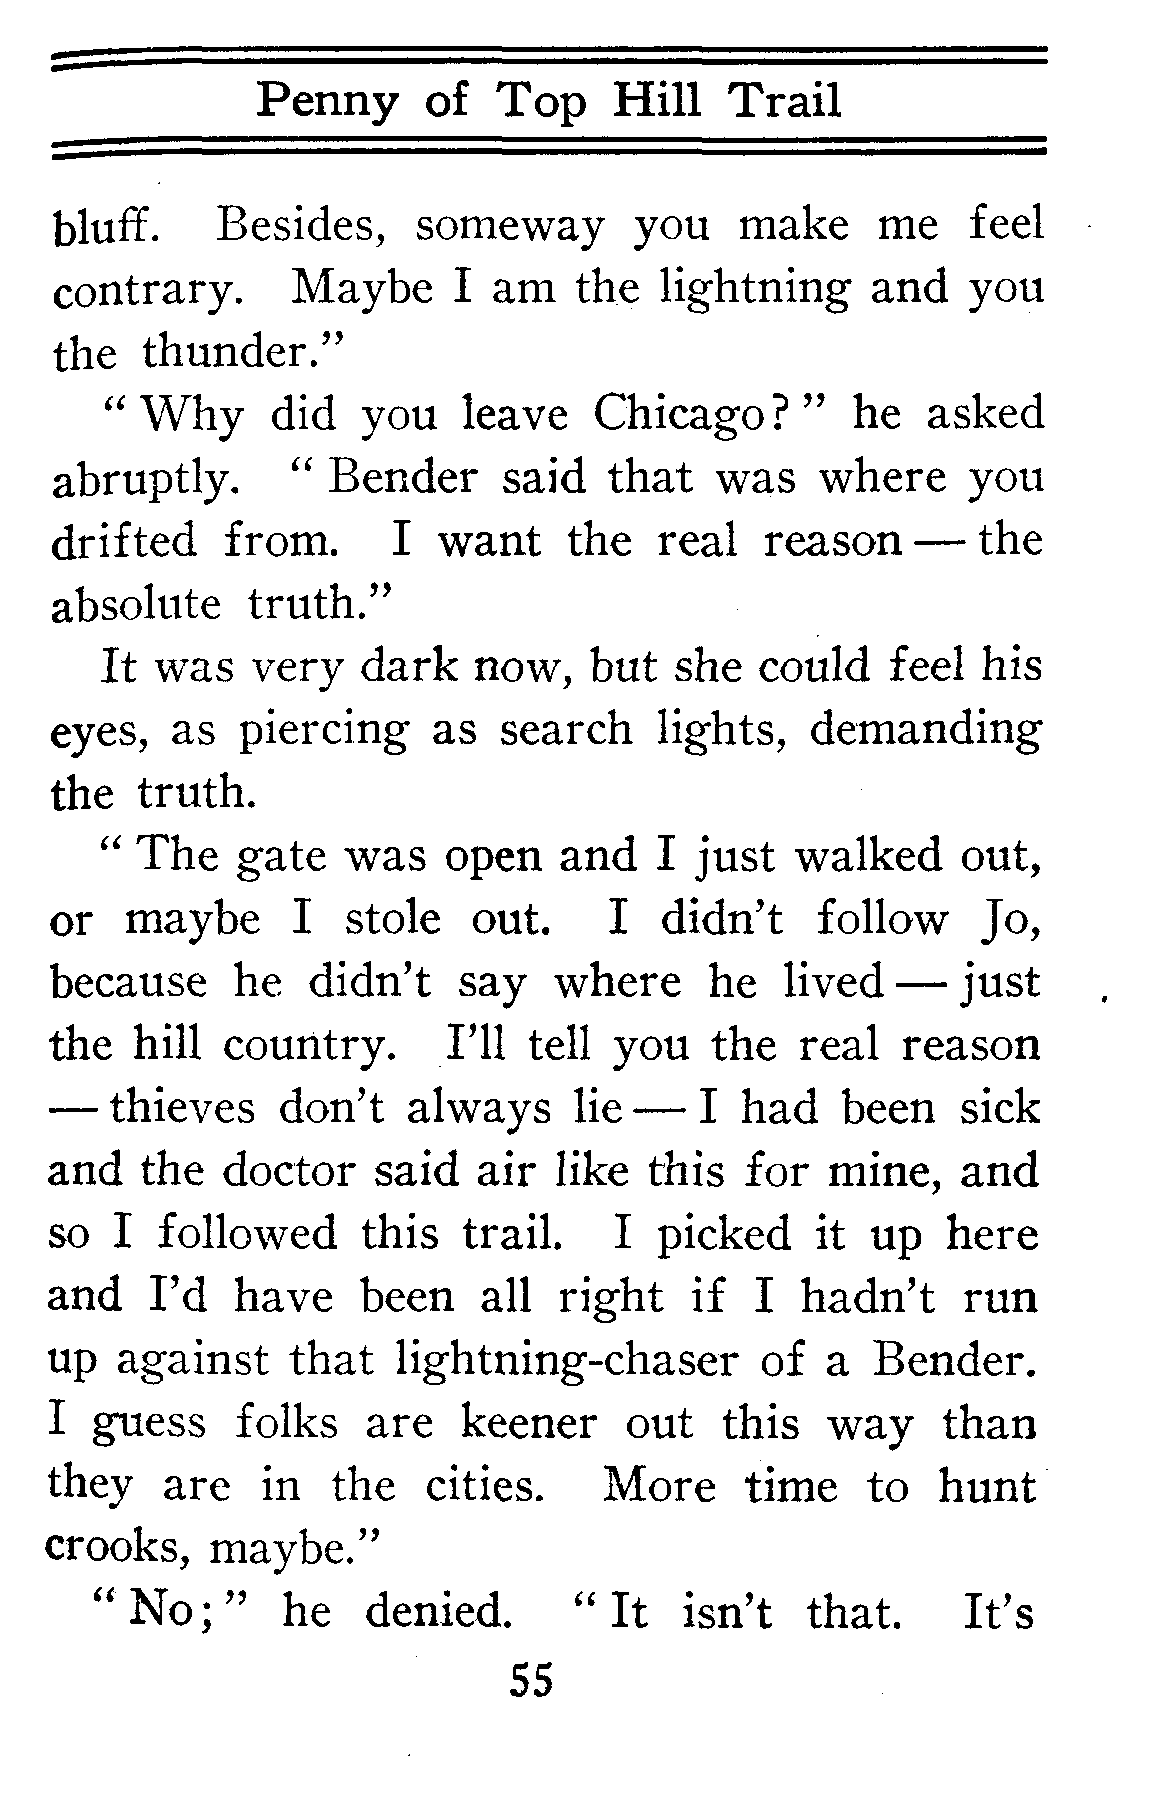 Penny of Top Hill Trail
bluff. Besides, someway you make me feel
contrary. Maybe I am the lightning and you
the thunder.”
“ Why did you leave Chicago? ” he asked
abruptly. “ Bender said that was where you
drifted from. I want the real reason — the
absolute truth.”
It was very dark now, but she could feel his
eyes, as piercing as search lights, demanding
the truth.
“ The gate was open and I just walked out,
or maybe I stole out. I didn’t follow Jo,
because he didn’t say where he lived — just
the hill country. I’ll tell you the real reason
— thieves don’t always lie — I had been sick
and the doctor said air like this for mine, and
so I followed this trail. I picked it up here
and I’d have been all right if I hadn’t run
up against that lightning-chaser of a Bender.
I guess folks are keener out this way than
they are in the cities. More time to hunt
crooks, maybe.”
“ No; ” he denied. “ It isn’t that. It’s
55